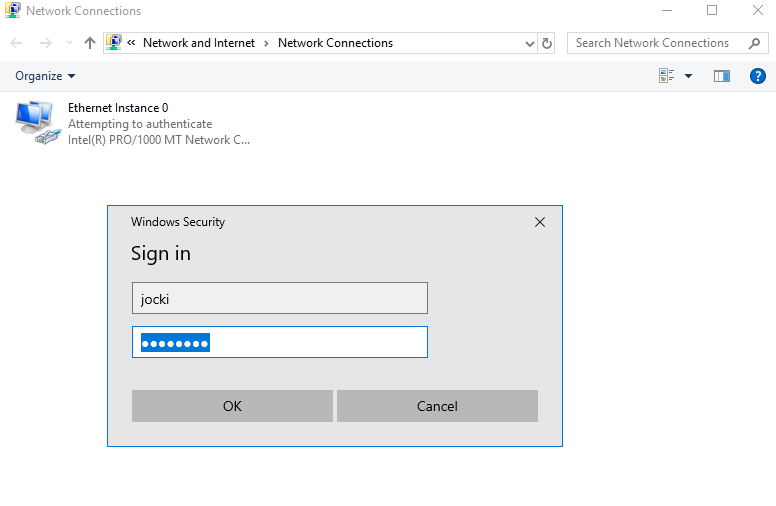 Network Connections
« Network and Internet › Network Connections
Search Network Connections
Organize
Ethernet Instance 0
Attempting to authenticate
Intel(R) PRO/1000 MT Network C...
Windows Security
Sign in
jocki
●●●●●●●●
OK Cancel